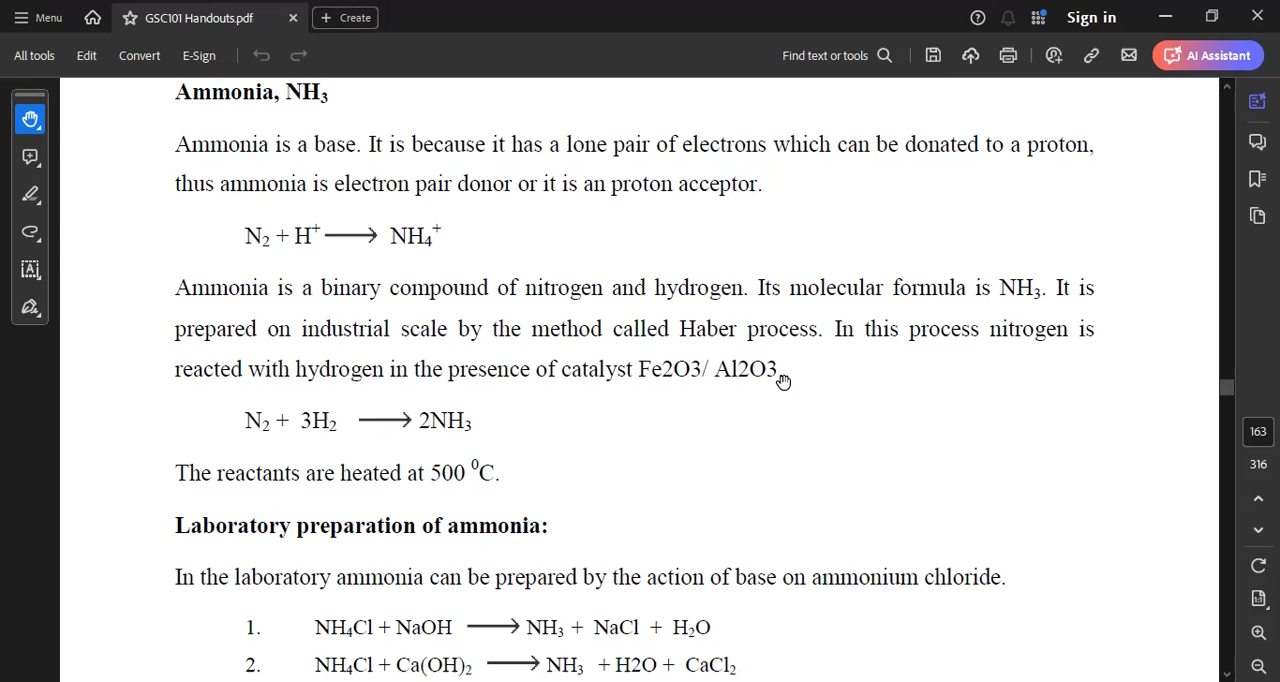 Menu
GSC101 Handouts.pdf
Create
Sign in
All tools Edit Convert E-Sign
Find text or tools
AI Assistant
Ammonia, NH₃
Ammonia is a base. It is because it has a lone pair of electrons which can be donated to a proton,
thus ammonia is electron pair donor or it is an proton acceptor.
N₂ + H⁺ ⟶ NH₄⁺
Ammonia is a binary compound of nitrogen and hydrogen. Its molecular formula is NH₃. It is
prepared on industrial scale by the method called Haber process. In this process nitrogen is
reacted with hydrogen in the presence of catalyst Fe2O3/ Al2O3
N₂ + 3H₂ ⟶ 2NH₃
The reactants are heated at 500 ⁰C.
Laboratory preparation of ammonia:
In the laboratory ammonia can be prepared by the action of base on ammonium chloride.
1. NH₄Cl + NaOH ⟶ NH₃ + NaCl + H₂O
2. NH₄Cl + Ca(OH)₂ ⟶ NH₃ + H2O + CaCl₂
163
316